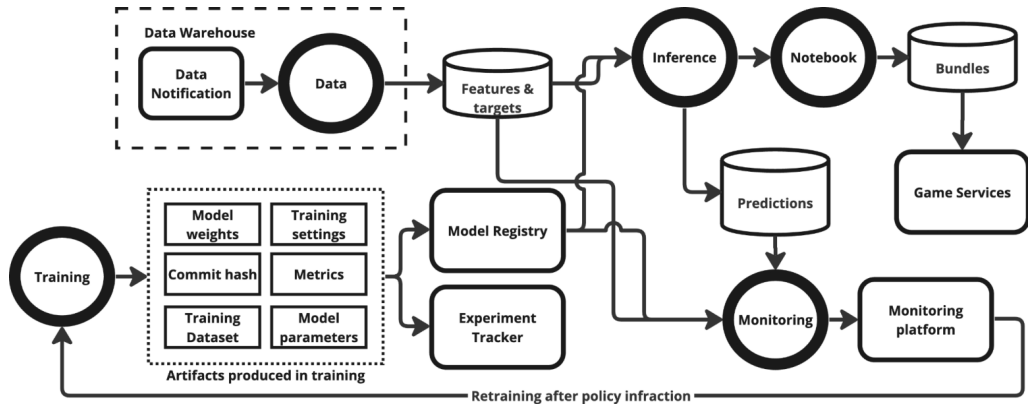 Data Warehouse
Data
Notification
Data
Features &
targets
Inference
Notebook
Bundles
Game Services
Predictions
Training
Model
weights
Training
settings
Commit hash
Metrics
Training
Dataset
Model
parameters
Artifacts produced in training
Model Registry
Experiment
Tracker
Monitoring
Monitoring
platform
Retraining after policy infraction